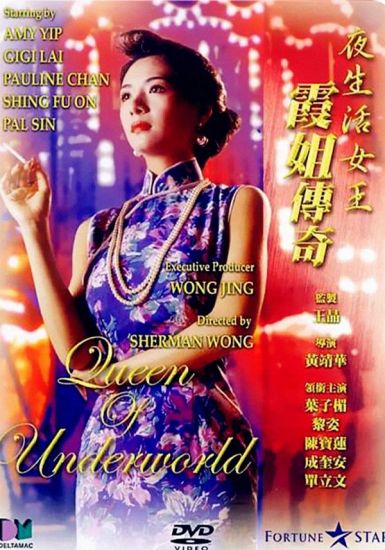 Starring by
AMY YIP
GIGI LAI
PAULINE CHAN
SHING FU ON
PAL SIN
夜生活女王
霞姐傳奇
Executive Producer
WONG JING
Directed by
SHERMAN WONG
監製
王晶
導演
黃靖華
領銜主演
葉子楣
黎姿
陳寶蓮
成奎安
單立文
Queen
Of
Underworld
DELTAMAC
DVD
VIDEO
FORTUNE STAR